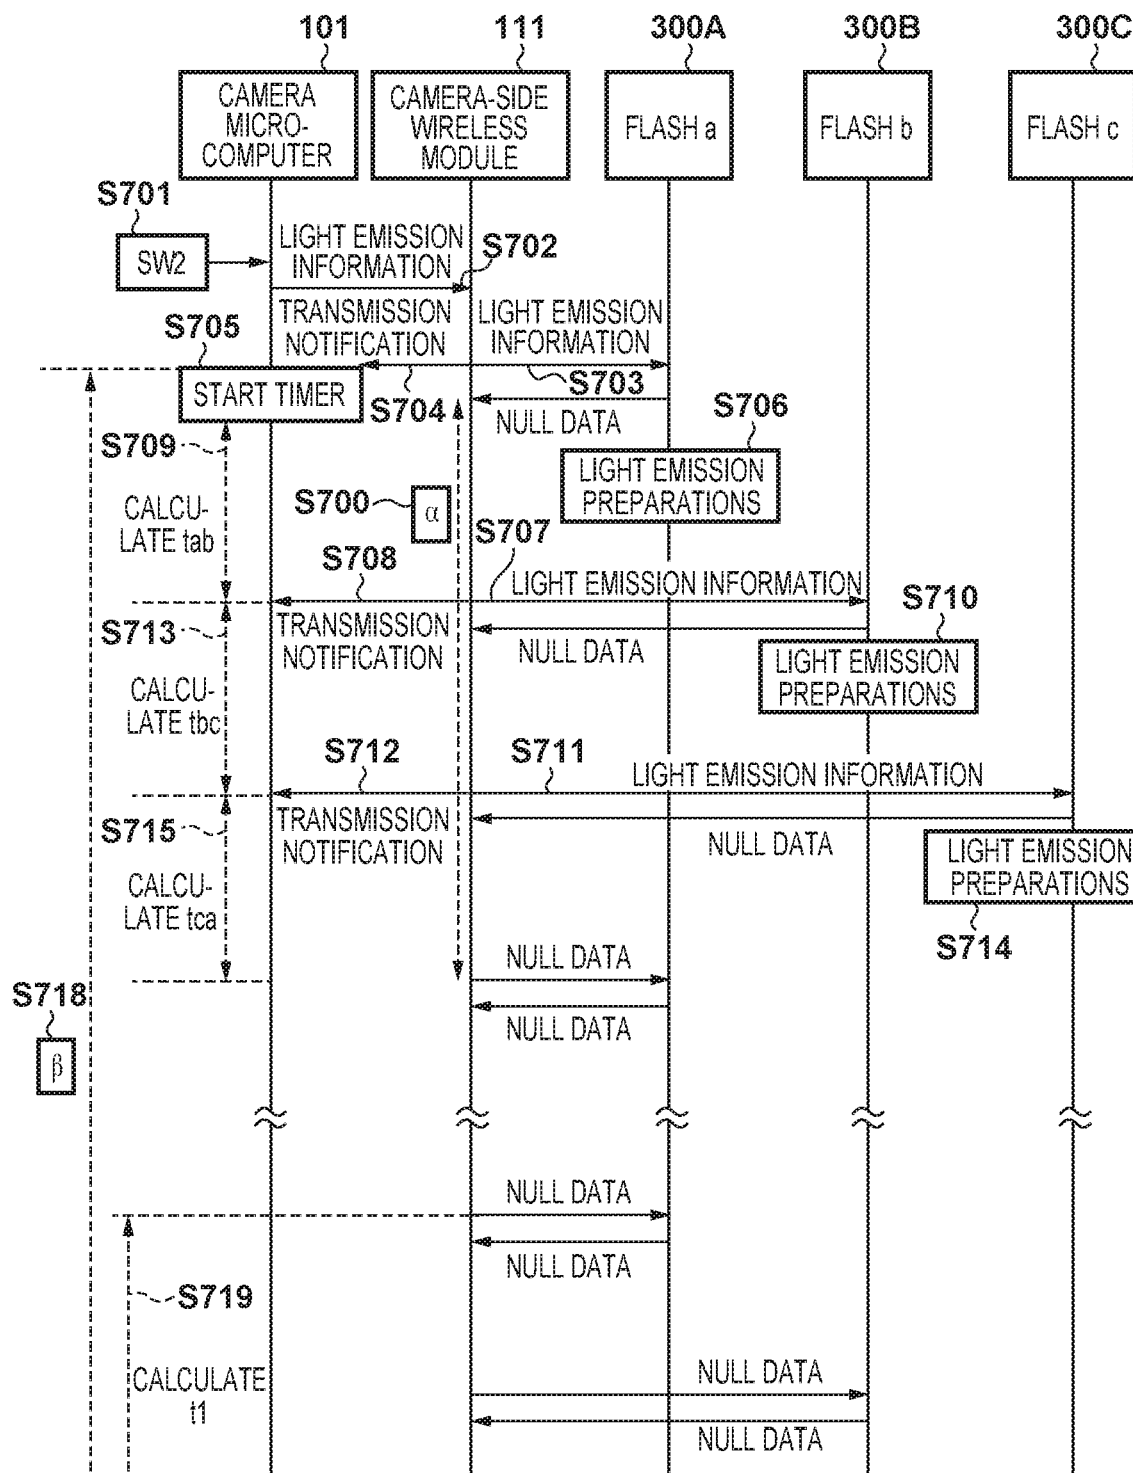 101
111
300A
300B
300C
CAMERA
MICRO-
COMPUTER
CAMERA-SIDE
WIRELESS
MODULE
FLASH a
FLASH b
FLASH c
S701
SW2
LIGHT EMISSION
INFORMATION
S702
TRANSMISSION
NOTIFICATION
LIGHT EMISSION
INFORMATION
S705
START TIMER
S704
S703
NULL DATA
S706
LIGHT EMISSION
PREPARATIONS
S709
CALCU-
LATE tab
S700
α
S707
S708
LIGHT EMISSION INFORMATION
S710
S713
TRANSMISSION
NOTIFICATION
NULL DATA
LIGHT EMISSION
PREPARATIONS
CALCU-
LATE tbc
S712
S711
LIGHT EMISSION INFORMATION
S715
TRANSMISSION
NOTIFICATION
NULL DATA
LIGHT EMISSION
PREPARATIONS
CALCU-
LATE tca
S714
NULL DATA
S718
β
NULL DATA
NULL DATA
NULL DATA
S719
CALCULATE
t1
NULL DATA
NULL DATA